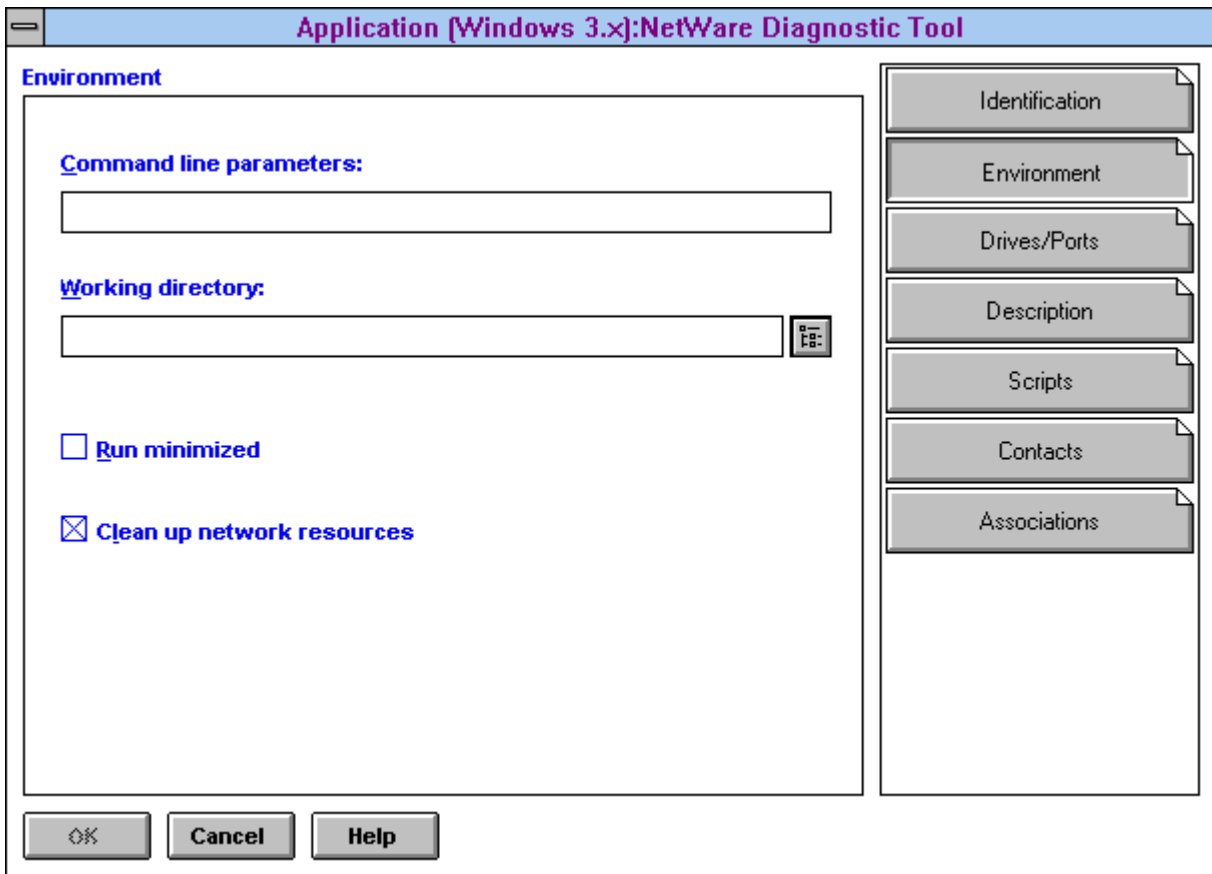 Application (Windows 3.x):NetWare Diagnostic Tool
Environment
Command line parameters:
Working directory:
Run minimized
Clean up network resources
Identification
Environment
Drives/Ports
Description
Scripts
Contacts
Associations
OK
Cancel
Help